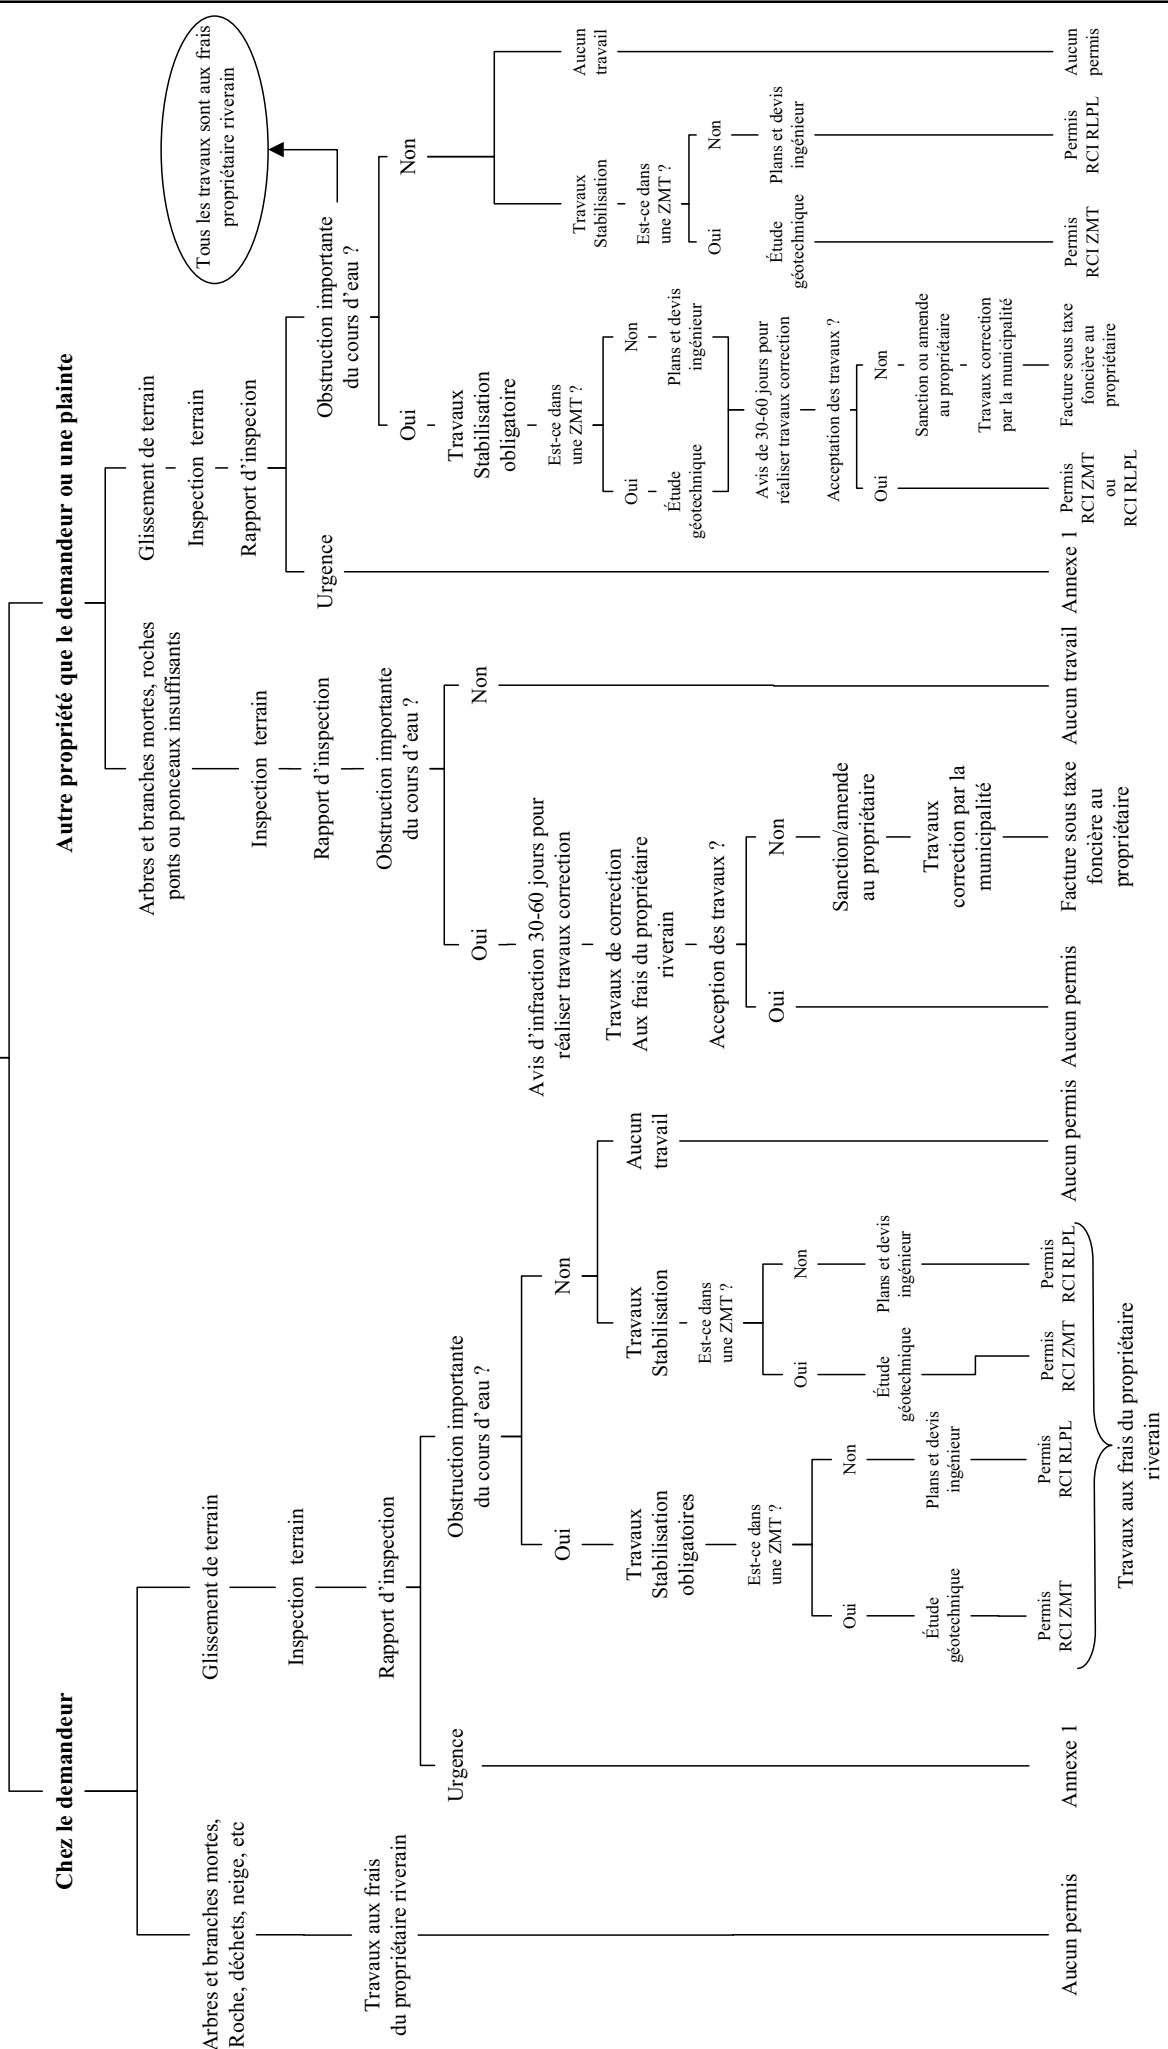 Chez le demandeur
Arbres et branches mortes,
Roche, déchets, neige, etc
Travaux aux frais
du propriétaire riverain
Aucun permis
Glissement de terrain
Inspection terrain
Rapport d'inspection
Urgence
Annexe 1
Obstruction importante
du cours d'eau ?
Oui
Travaux
Stabilisation
obligatoires
Est-ce dans
une ZMT ?
Oui
Étude
géotechnique
Permis
RCI ZMT
Non
Plans et devis
ingénieur
Permis
RCI RLPL
Non
Travaux
Stabilisation
Est-ce dans
une ZMT ?
Oui
Étude
géotechnique
Permis
RCI ZMT
Non
Plans et devis
ingénieur
Permis
RCI RLPL
Travaux aux frais du propriétaire
riverain
Aucun
travail
Aucun permis
Autre propriété que le demandeur ou une plainte
Arbres et branches mortes, roches
ponts ou ponceaux insuffisants
Inspection terrain
Rapport d'inspection
Obstruction importante
du cours d'eau ?
Oui
Avis d'infraction 30-60 jours pour
réaliser travaux correction
Travaux de correction
Aux frais du propriétaire
riverain
Acception des travaux ?
Oui
Aucun permis
Non
Sanction/amende
au propriétaire
Travaux
correction par la
municipalité
Facture sous taxe
foncière au
propriétaire
Non
Aucun travail
Glissement de terrain
Inspection terrain
Rapport d'inspecion
Urgence
Annexe 1
Obstruction importante
du cours d'eau ?
Tous les travaux sont aux frais
propriétaire riverain
Oui
Travaux
Stabilisation
obligatoire
Est-ce dans
une ZMT ?
Oui
Étude
géotechnique
Non
Plans et devis
ingénieur
Avis de 30-60 jours pour
réaliser travaux correction
Acceptation des travaux ?
Oui
Permis
RCI ZMT
ou
RCI RLPL
Non
Sanction ou amende
au propriétaire
Travaux correction
par la municipalité
Facture sous taxe
foncière au
propriétaire
Non
Travaux
Stabilisation
Est-ce dans
une ZMT ?
Oui
Étude
géotechnique
Permis
RCI ZMT
Non
Plans et devis
ingénieur
Permis
RCI RLPL
Aucun
travail
Aucun
permis